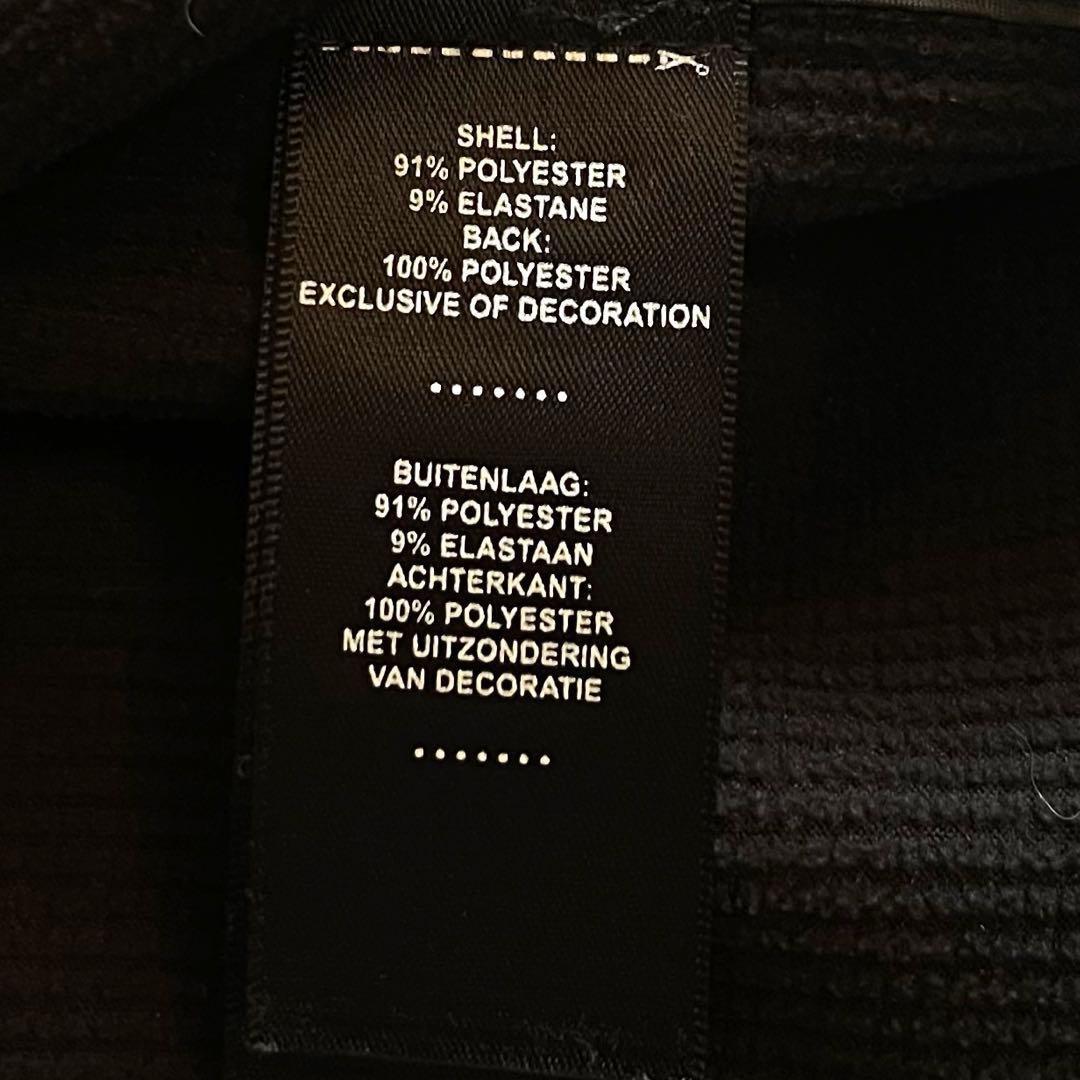 SHELL:
91% POLYESTER
9% ELASTANE
BACK:
100% POLYESTER
EXCLUSIVE OF DECORATION
.......
BUITENLAAG:
91% POLYESTER
9% ELASTAAN
ACHTERKANT:
100% POLYESTER
MET UITZONDERING
VAN DECORATIE
.......